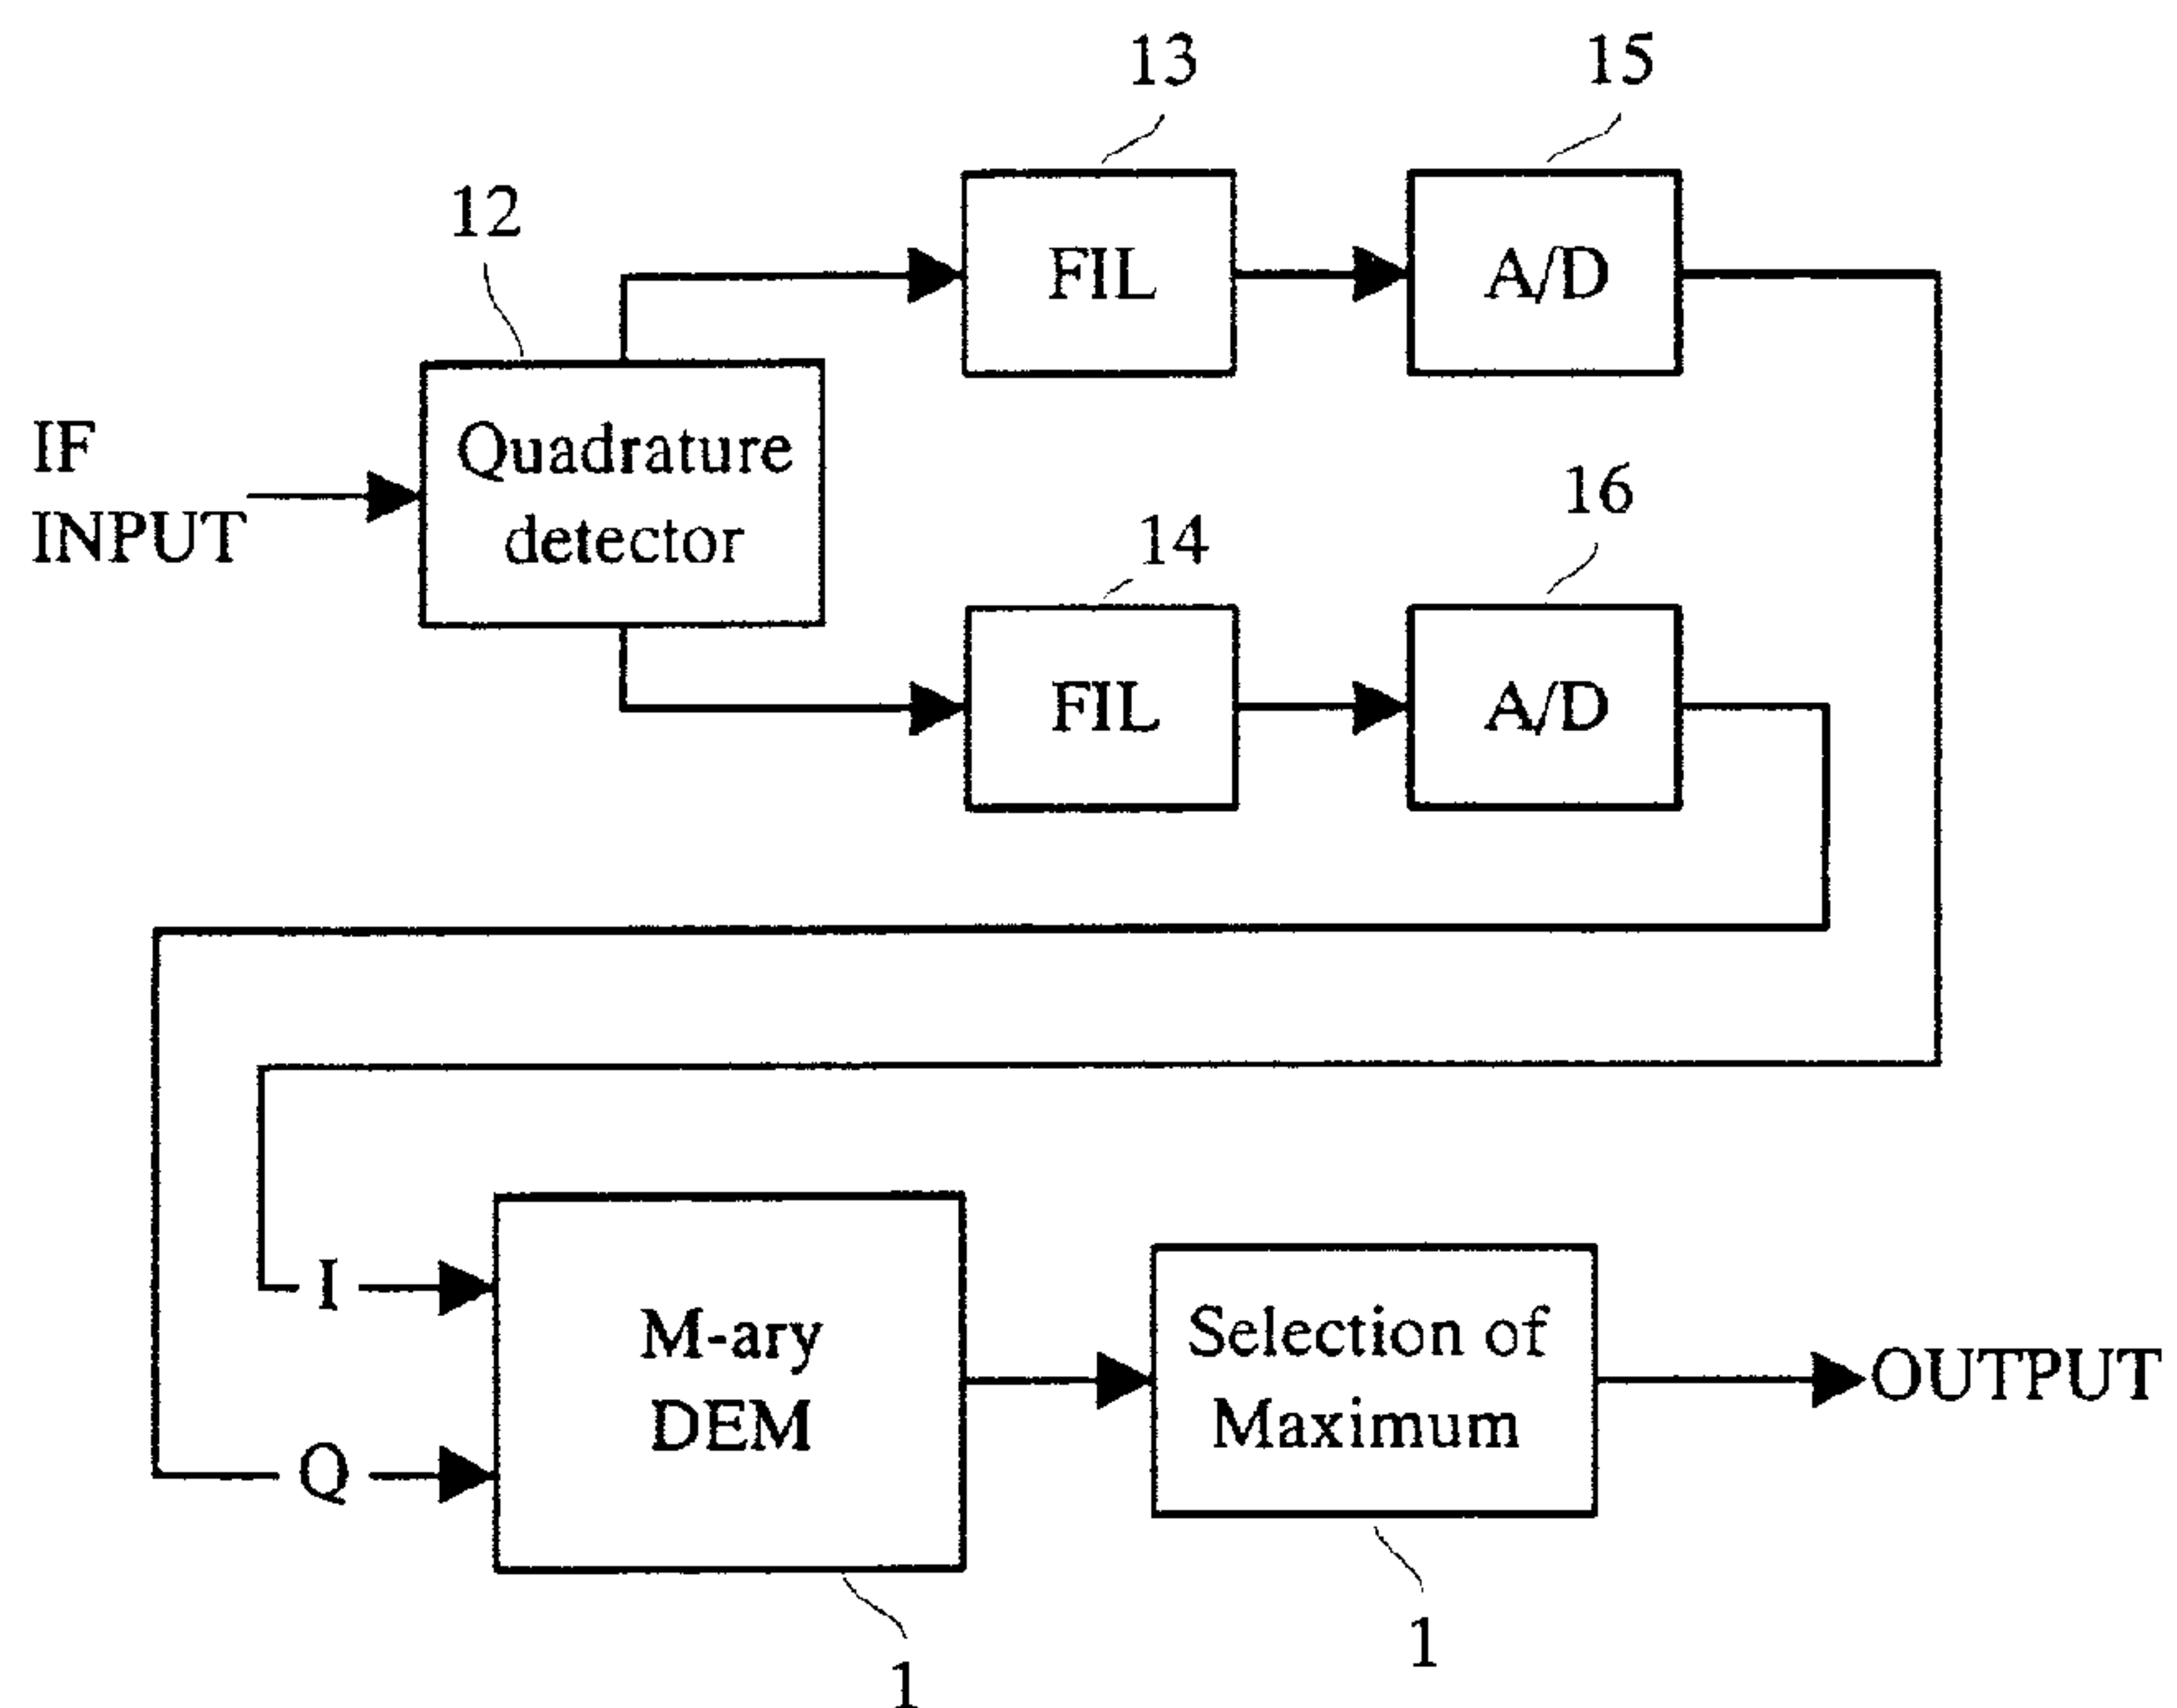 13
15
12
FIL
A/D
IF
INPUT
Quadrature
detector
14
16
FIL
A/D
I
Q
M-ary
DEM
Selection of
Maximum
OUTPUT
1
1